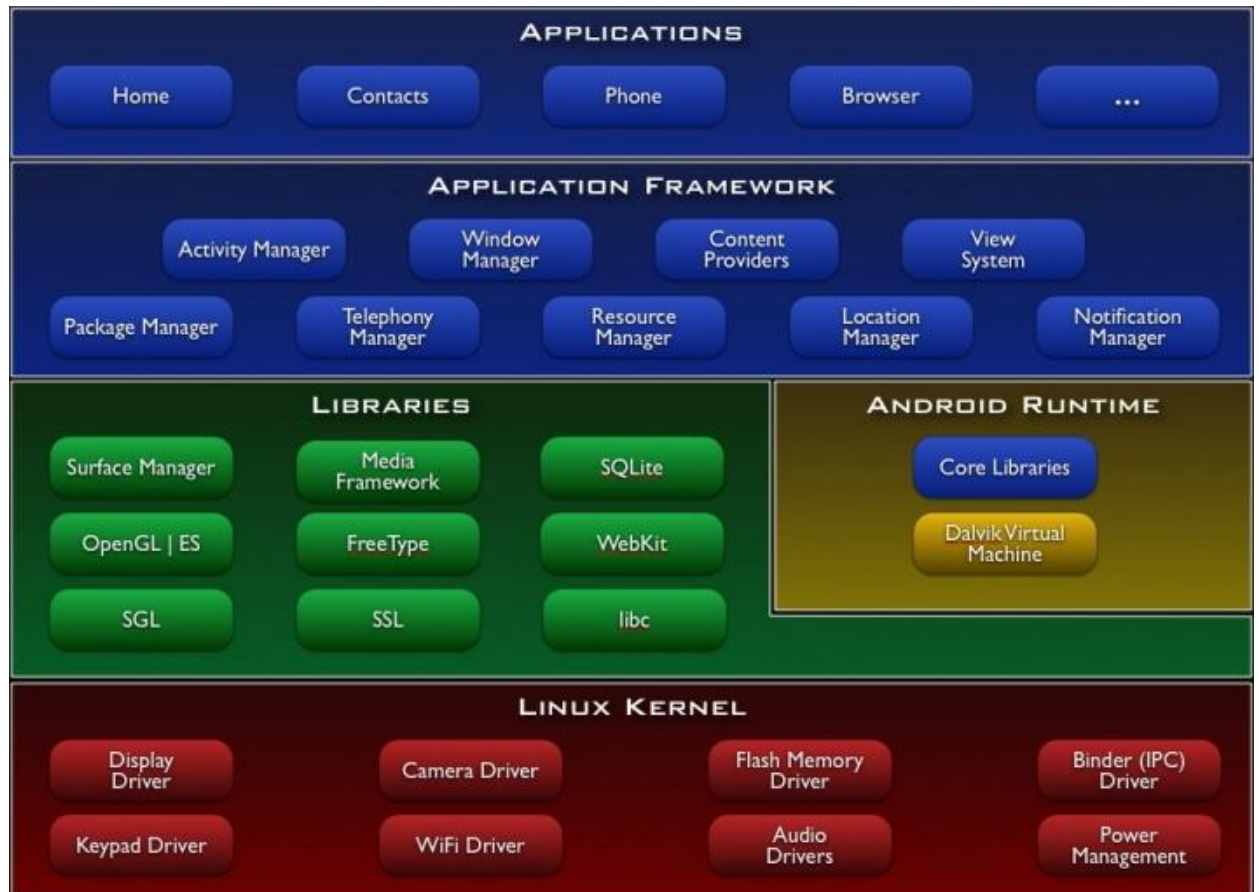 APPLICATIONS
Home
Contacts
Phone
Browser
...
APPLICATION FRAMEWORK
Activity Manager
Window
Manager
Content
Providers
View
System
Package Manager
Telephony
Manager
Resource
Manager
Location
Manager
Notification
Manager
LIBRARIES
Surface Manager
Media
Framework
SQLite
OpenGL | ES
FreeType
WebKit
SGL
SSL
libc
ANDROID RUNTIME
Core Libraries
Dalvik Virtual
Machine
LINUX KERNEL
Display
Driver
Camera Driver
Flash Memory
Driver
Binder (IPC)
Driver
Keypad Driver
WiFi Driver
Audio
Drivers
Power
Management